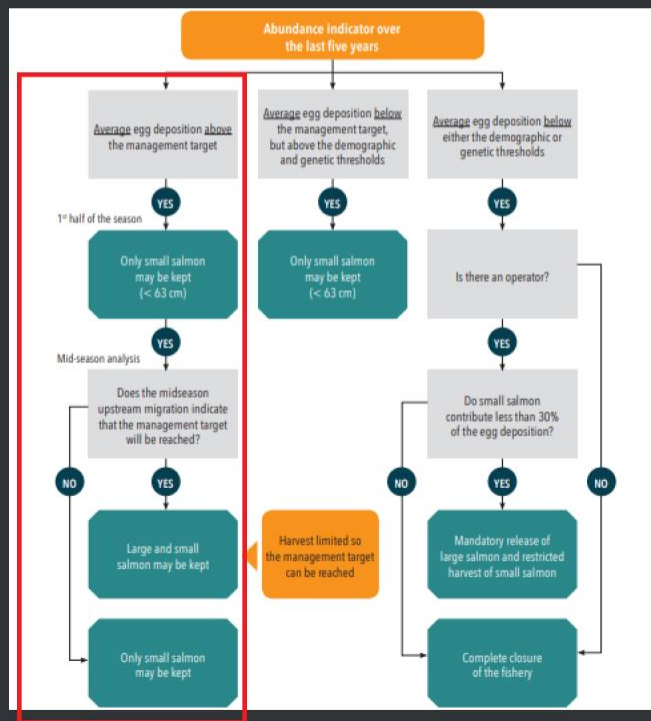 Abundance indicator over
the last five years
Average egg deposition above
the management target
Average egg deposition below
the management target,
but above the demographic
and genetic thresholds
Average egg deposition below
either the demographic or
genetic thresholds
YES
YES
YES
1st half of the season
Only small salmon
may be kept
(< 63 cm)
Only small salmon
may be kept
(< 63 cm)
Is there an operator?
YES
YES
Mid-season analysis
Does the midseason
upstream migration indicate
that the management target
will be reached?
Do small salmon
contribute less than 30%
of the egg deposition?
NO
YES
NO
YES
NO
Large and small
salmon may be kept
Harvest limited so
the management target
can be reached
Mandatory release of
large salmon and restricted
harvest of small salmon
Only small salmon
may be kept
Complete closure
of the fishery